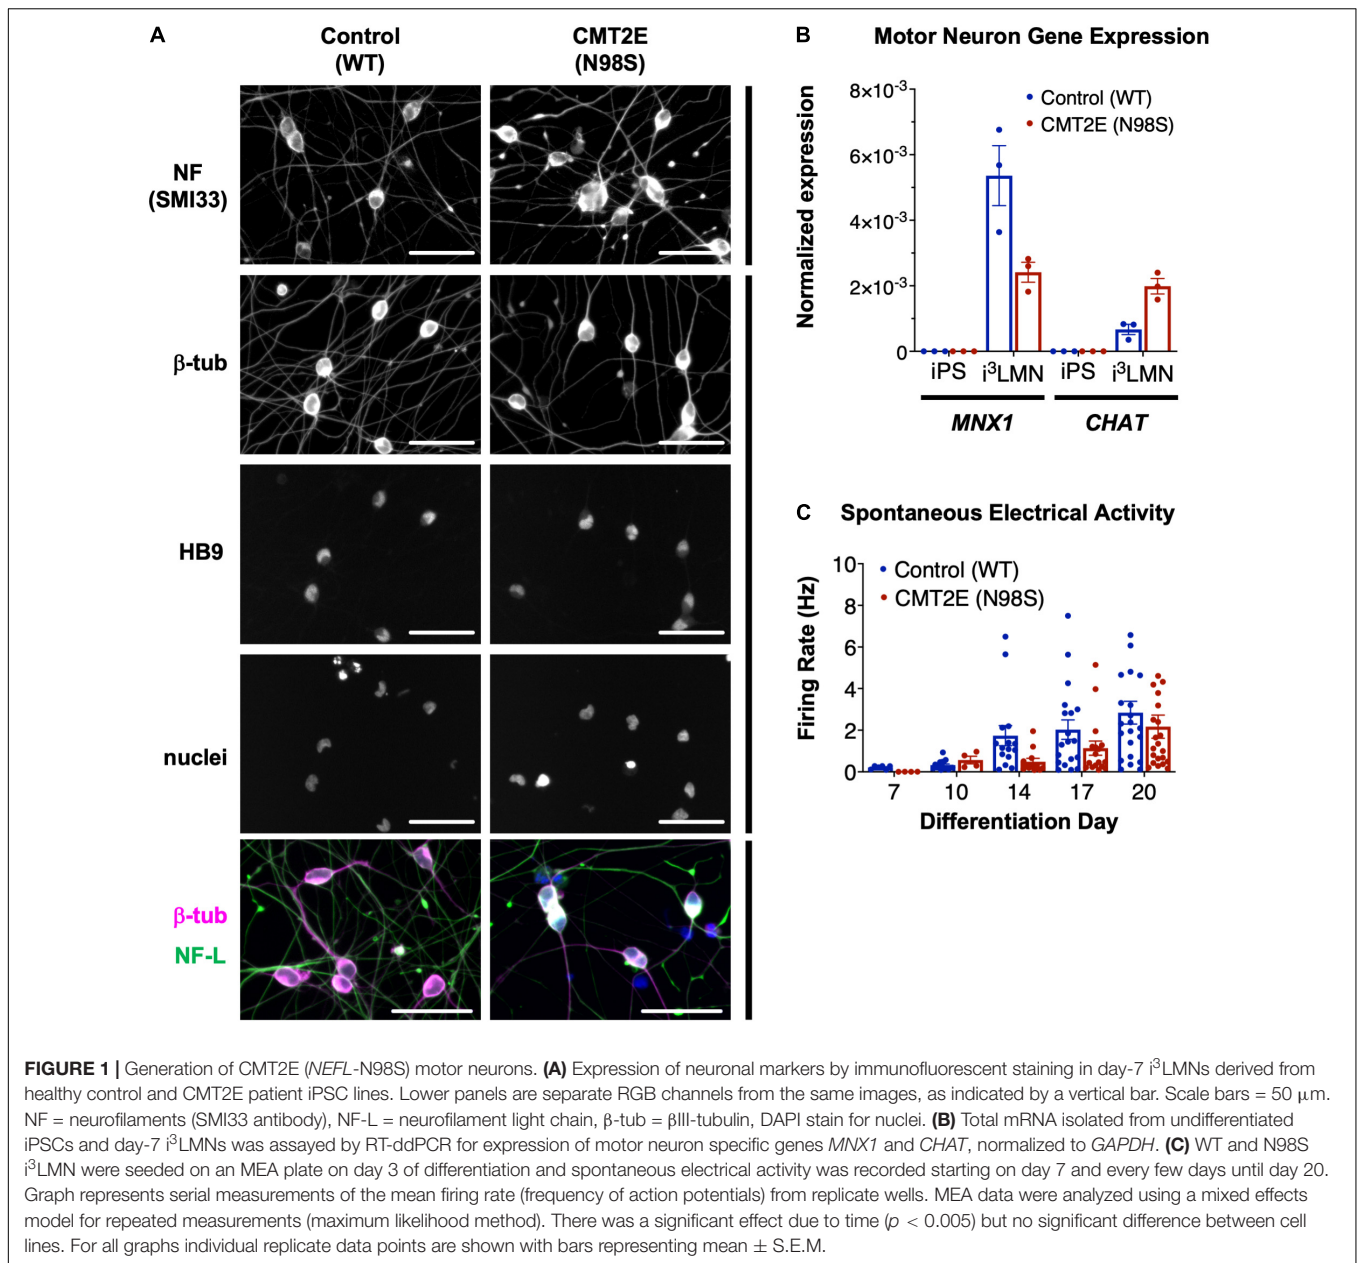 A
Control
(WT)
CMT2E
(N98S)
NF
(SMI33)
β-tub
HB9
nuclei
β-tub
NF-L
B
Motor Neuron Gene Expression
Normalized expression
8×10⁻³
6×10⁻³
4×10⁻³
2×10⁻³
0
Control (WT)
CMT2E (N98S)
iPS i³LMN iPS i³LMN
MNX1 CHAT
C
Spontaneous Electrical Activity
Firing Rate (Hz)
10
8
6
4
2
0
Control (WT)
CMT2E (N98S)
7 10 14 17 20
Differentiation Day
FIGURE 1 | Generation of CMT2E (NEFL-N98S) motor neurons. (A) Expression of neuronal markers by immunofluorescent staining in day-7 i³LMNs derived from
healthy control and CMT2E patient iPSC lines. Lower panels are separate RGB channels from the same images, as indicated by a vertical bar. Scale bars = 50 μm.
NF = neurofilaments (SMI33 antibody), NF-L = neurofilament light chain, β-tub = βIII-tubulin, DAPI stain for nuclei. (B) Total mRNA isolated from undifferentiated
iPSCs and day-7 i³LMNs was assayed by RT-ddPCR for expression of motor neuron specific genes MNX1 and CHAT, normalized to GAPDH. (C) WT and N98S
i³LMN were seeded on an MEA plate on day 3 of differentiation and spontaneous electrical activity was recorded starting on day 7 and every few days until day 20.
Graph represents serial measurements of the mean firing rate (frequency of action potentials) from replicate wells. MEA data were analyzed using a mixed effects
model for repeated measurements (maximum likelihood method). There was a significant effect due to time (p < 0.005) but no significant difference between cell
lines. For all graphs individual replicate data points are shown with bars representing mean ± S.E.M.